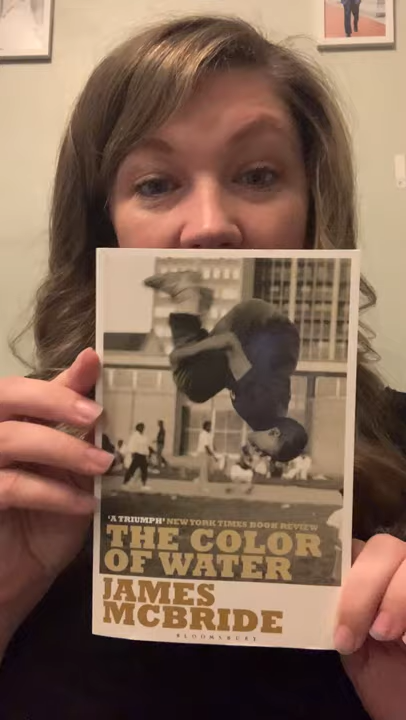 'A TRIUMPH' NEW YORK TIMES BOOK REVIEW
THE COLOR
OF WATER
JAMES
MCBRIDE
BLOOMSBURY